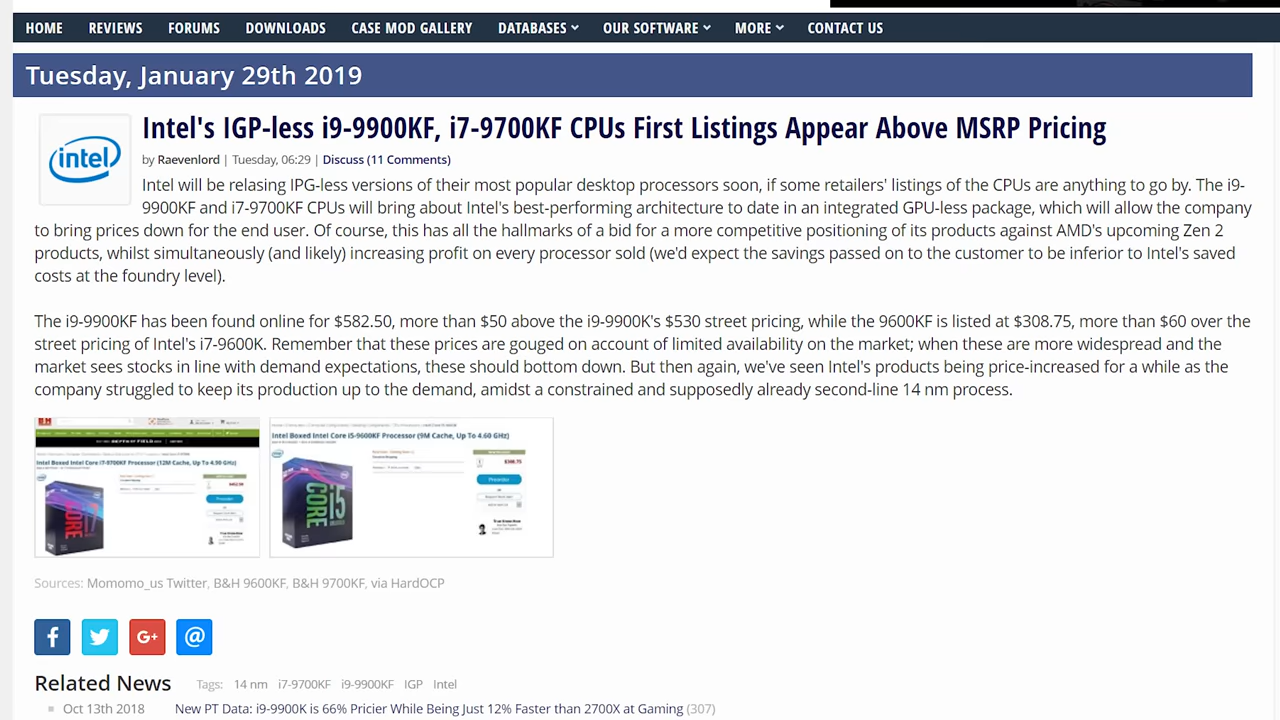 HOME REVIEWS FORUMS DOWNLOADS CASE MOD GALLERY DATABASES OUR SOFTWARE MORE CONTACT US
Tuesday, January 29th 2019
intel
Intel's IGP-less i9-9900KF, i7-9700KF CPUs First Listings Appear Above MSRP Pricing
by Raevenlord | Tuesday, 06:29 | Discuss (11 Comments)
Intel will be relasing IPG-less versions of their most popular desktop processors soon, if some retailers' listings of the CPUs are anything to go by. The i9-
9900KF and i7-9700KF CPUs will bring about Intel's best-performing architecture to date in an integrated GPU-less package, which will allow the company
to bring prices down for the end user. Of course, this has all the hallmarks of a bid for a more competitive positioning of its products against AMD's upcoming Zen 2
products, whilst simultaneously (and likely) increasing profit on every processor sold (we'd expect the savings passed on to the customer to be inferior to Intel's saved
costs at the foundry level).
The i9-9900KF has been found online for $582.50, more than $50 above the i9-9900K's $530 street pricing, while the 9600KF is listed at $308.75, more than $60 over the
street pricing of Intel's i7-9600K. Remember that these prices are gouged on account of limited availability on the market; when these are more widespread and the
market sees stocks in line with demand expectations, these should bottom down. But then again, we've seen Intel's products being price-increased for a while as the
company struggled to keep its production up to the demand, amidst a constrained and supposedly already second-line 14 nm process.
Intel Boxed Intel Core i7-9700KF Processor (12M Cache, Up To 4.90 GHz)
Intel Boxed Intel Core i5-9600KF Processor (9M Cache, Up To 4.60 GHz)
CORE i7
CORE i5
Sources: Momomo_us Twitter, B&H 9600KF, B&H 9700KF, via HardOCP
Related News Tags: 14 nm i7-9700KF i9-9900KF IGP Intel
Oct 13th 2018 New PT Data: i9-9900K is 66% Pricier While Being Just 12% Faster than 2700X at Gaming (307)